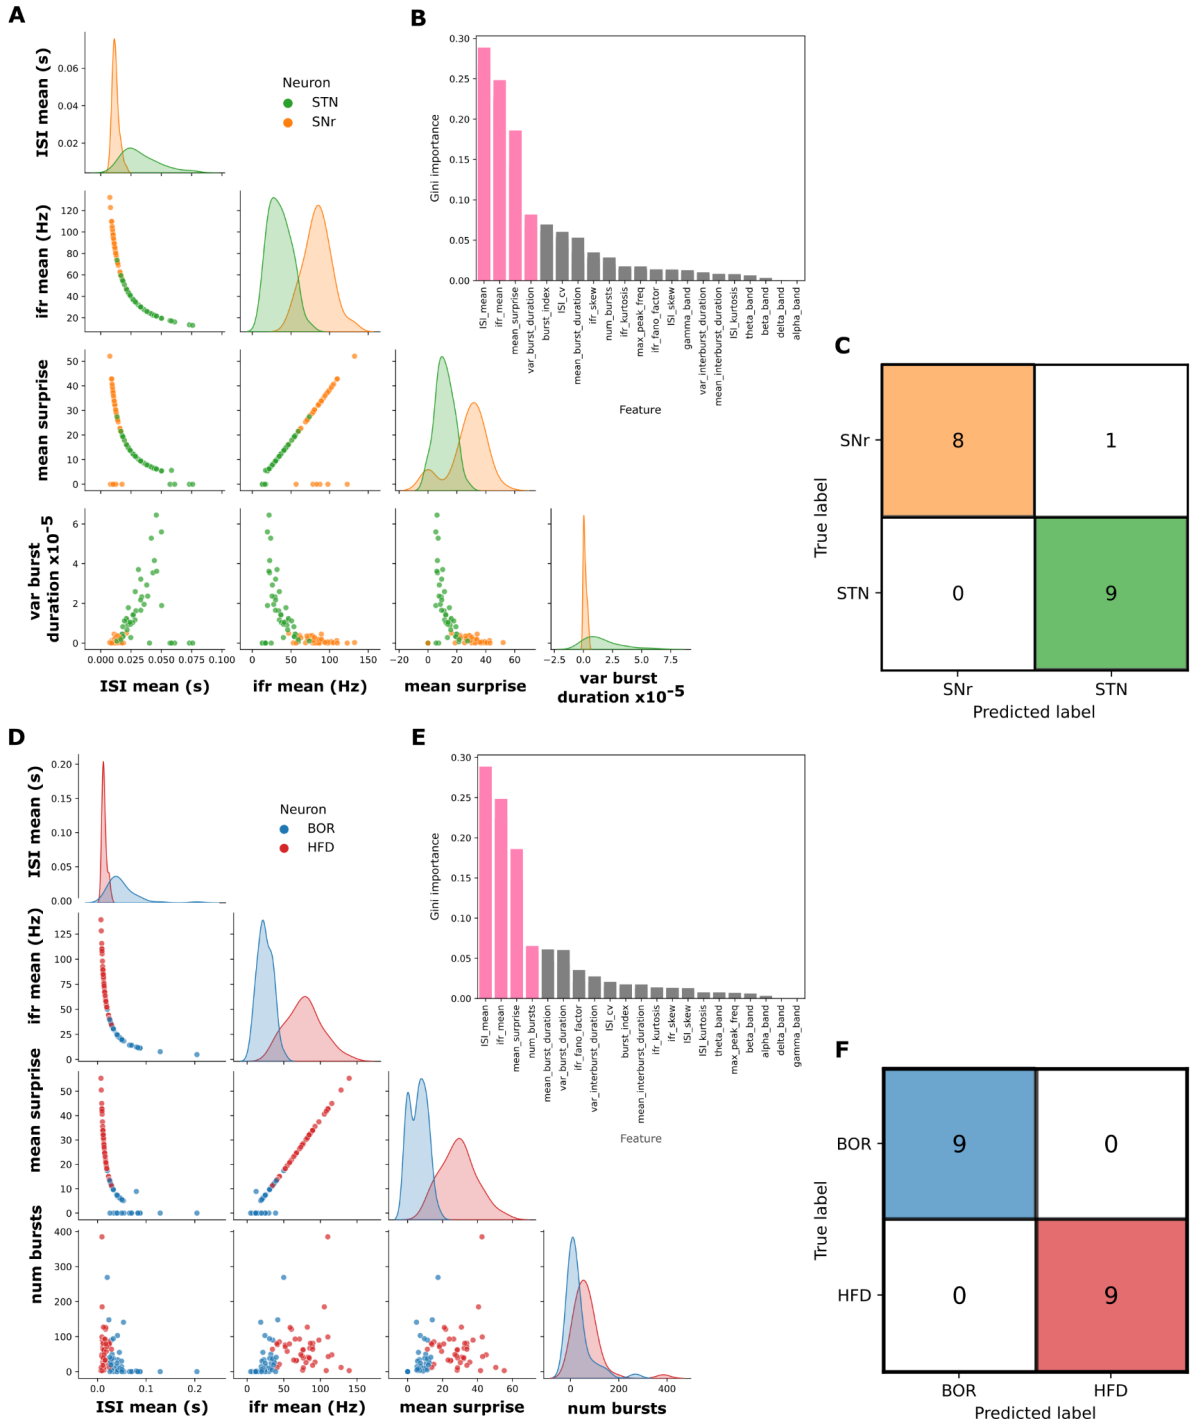 A
ISI mean (s)
0.06
0.04
0.02
Neuron
STN
SNr
ifr mean (Hz)
120
100
80
60
40
20
mean surprise
50
40
30
20
10
0
var burst
duration x10-5
6
4
2
0
0.000 0.025 0.050 0.075 0.100
0 50 100 150
−20 0 20 40 60
−2.5 0.0 2.5 5.0 7.5
ISI mean (s)
ifr mean (Hz)
mean surprise
var burst
duration x10-5
B
Gini importance
0.30
0.25
0.20
0.15
0.10
0.05
0.00
ISI_mean
ifr_mean
mean_surprise
var_burst_duration
burst_index
ISI_cv
mean_burst_duration
ifr_skew
num_bursts
ifr_kurtosis
max_peak_freq
ifr_fano_factor
ISI_skew
gamma_band
var_interburst_duration
mean_interburst_duration
ISI_kurtosis
theta_band
beta_band
delta_band
alpha_band
Feature
C
True label
SNr
STN
8 1
0 9
SNr STN
Predicted label
D
ISI mean (s)
0.20
0.15
0.10
0.05
0.00
Neuron
BOR
HFD
ifr mean (Hz)
125
100
75
50
25
0
mean surprise
50
40
30
20
10
0
num bursts
400
300
200
100
0
0.0 0.1 0.2
0 50 100 150
0 20 40 60
0 200 400
ISI mean (s)
ifr mean (Hz)
mean surprise
num bursts
E
Gini importance
0.30
0.25
0.20
0.15
0.10
0.05
0.00
ISI_mean
ifr_mean
mean_surprise
num_bursts
mean_burst_duration
var_burst_duration
ifr_fano_factor
var_interburst_duration
ISI_cv
burst_index
mean_interburst_duration
ifr_kurtosis
ifr_skew
ISI_skew
ISI_kurtosis
theta_band
max_peak_freq
beta_band
alpha_band
delta_band
gamma_band
Feature
F
True label
BOR
HFD
9 0
0 9
BOR HFD
Predicted label